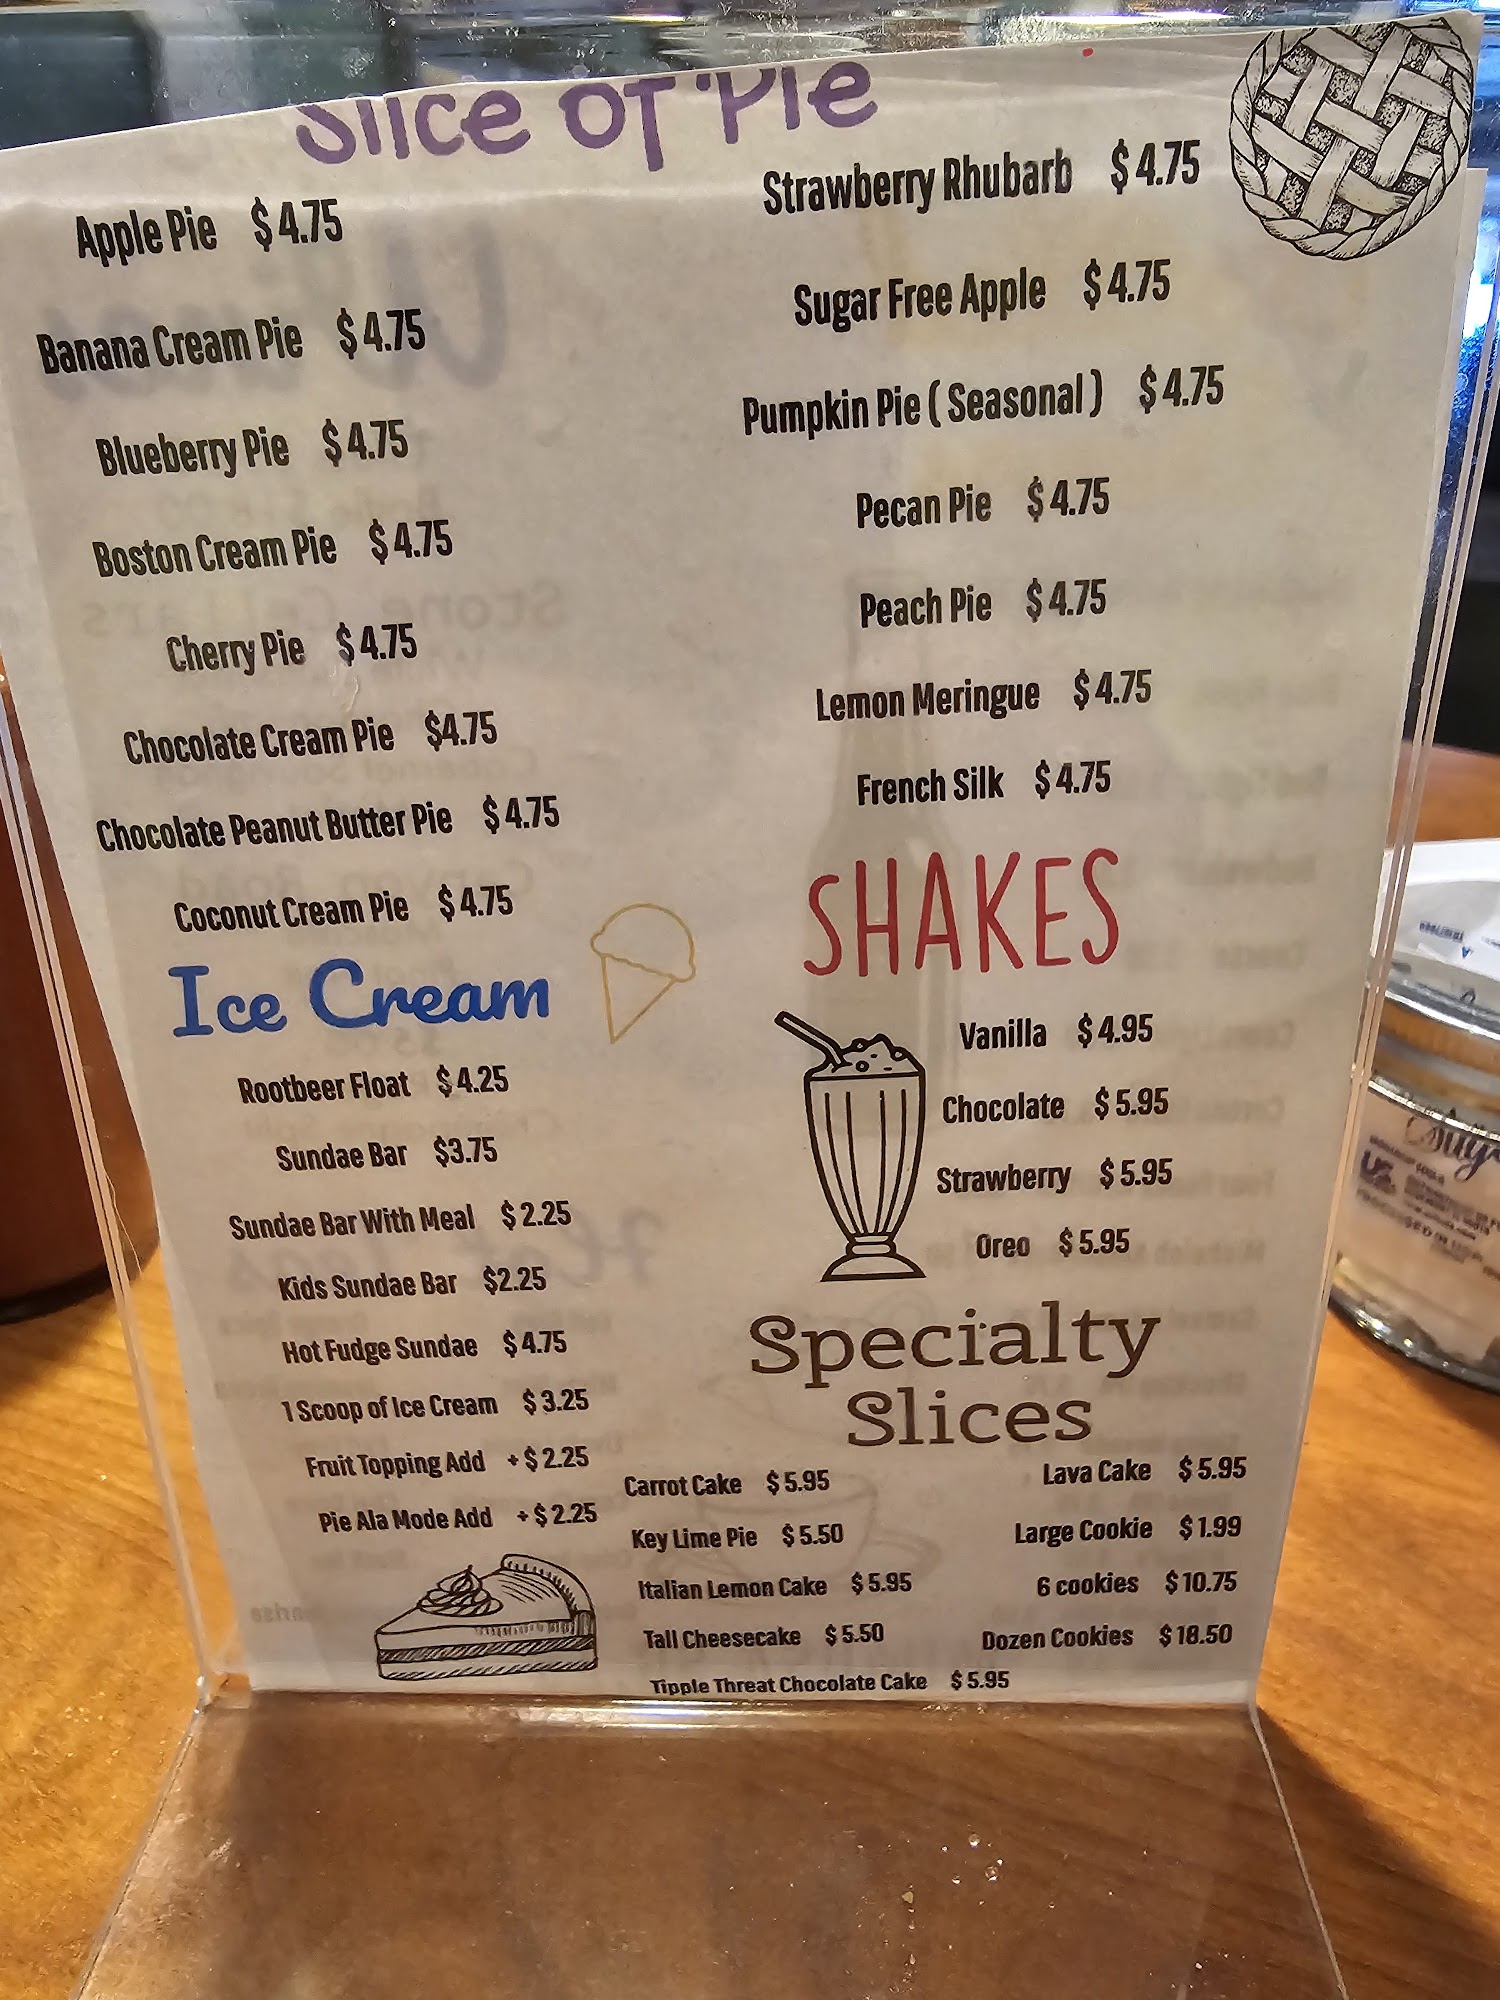 Slice of Pie
Apple Pie $4.75
Banana Cream Pie $4.75
Blueberry Pie $4.75
Boston Cream Pie $4.75
Cherry Pie $4.75
Chocolate Cream Pie $4.75
Chocolate Peanut Butter Pie $4.75
Coconut Cream Pie $4.75
Strawberry Rhubarb $4.75
Sugar Free Apple $4.75
Pumpkin Pie ( Seasonal ) $4.75
Pecan Pie $4.75
Peach Pie $4.75
Lemon Meringue $4.75
French Silk $4.75
Ice Cream
Rootbeer Float $4.25
Sundae Bar $3.75
Sundae Bar With Meal $2.25
Kids Sundae Bar $2.25
Hot Fudge Sundae $4.75
1 Scoop of Ice Cream $3.25
Fruit Topping Add +$2.25
Pie Ala Mode Add +$2.25
SHAKES
Vanilla $4.95
Chocolate $5.95
Strawberry $5.95
Oreo $5.95
Specialty
Slices
Carrot Cake $5.95
Key Lime Pie $5.50
Italian Lemon Cake $5.95
Tall Cheesecake $5.50
Tipple Threat Chocolate Cake $5.95
Lava Cake $5.95
Large Cookie $1.99
6 cookies $10.75
Dozen Cookies $18.50